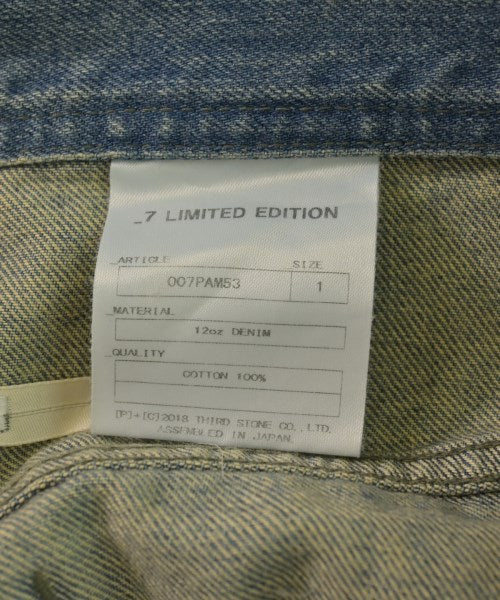 _7 LIMITED EDITION
_ARTICLE SIZE
007PAM53 1
_MATERIAL
12oz DENIM
_QUALITY
COTTON 100%
[P]+[C]2018 THIRD STONE CO., LTD.
ASSEMBLED IN JAPAN.